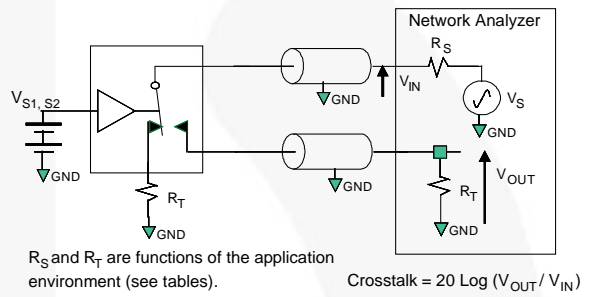 Network Analyzer
R_S
V_IN
V_S
GND
GND
V_S1, S2
GND
R_T
GND
GND
R_T
V_OUT
GND
R_S and R_T are functions of the application
environment (see tables).
Crosstalk = 20 Log (V_OUT / V_IN)